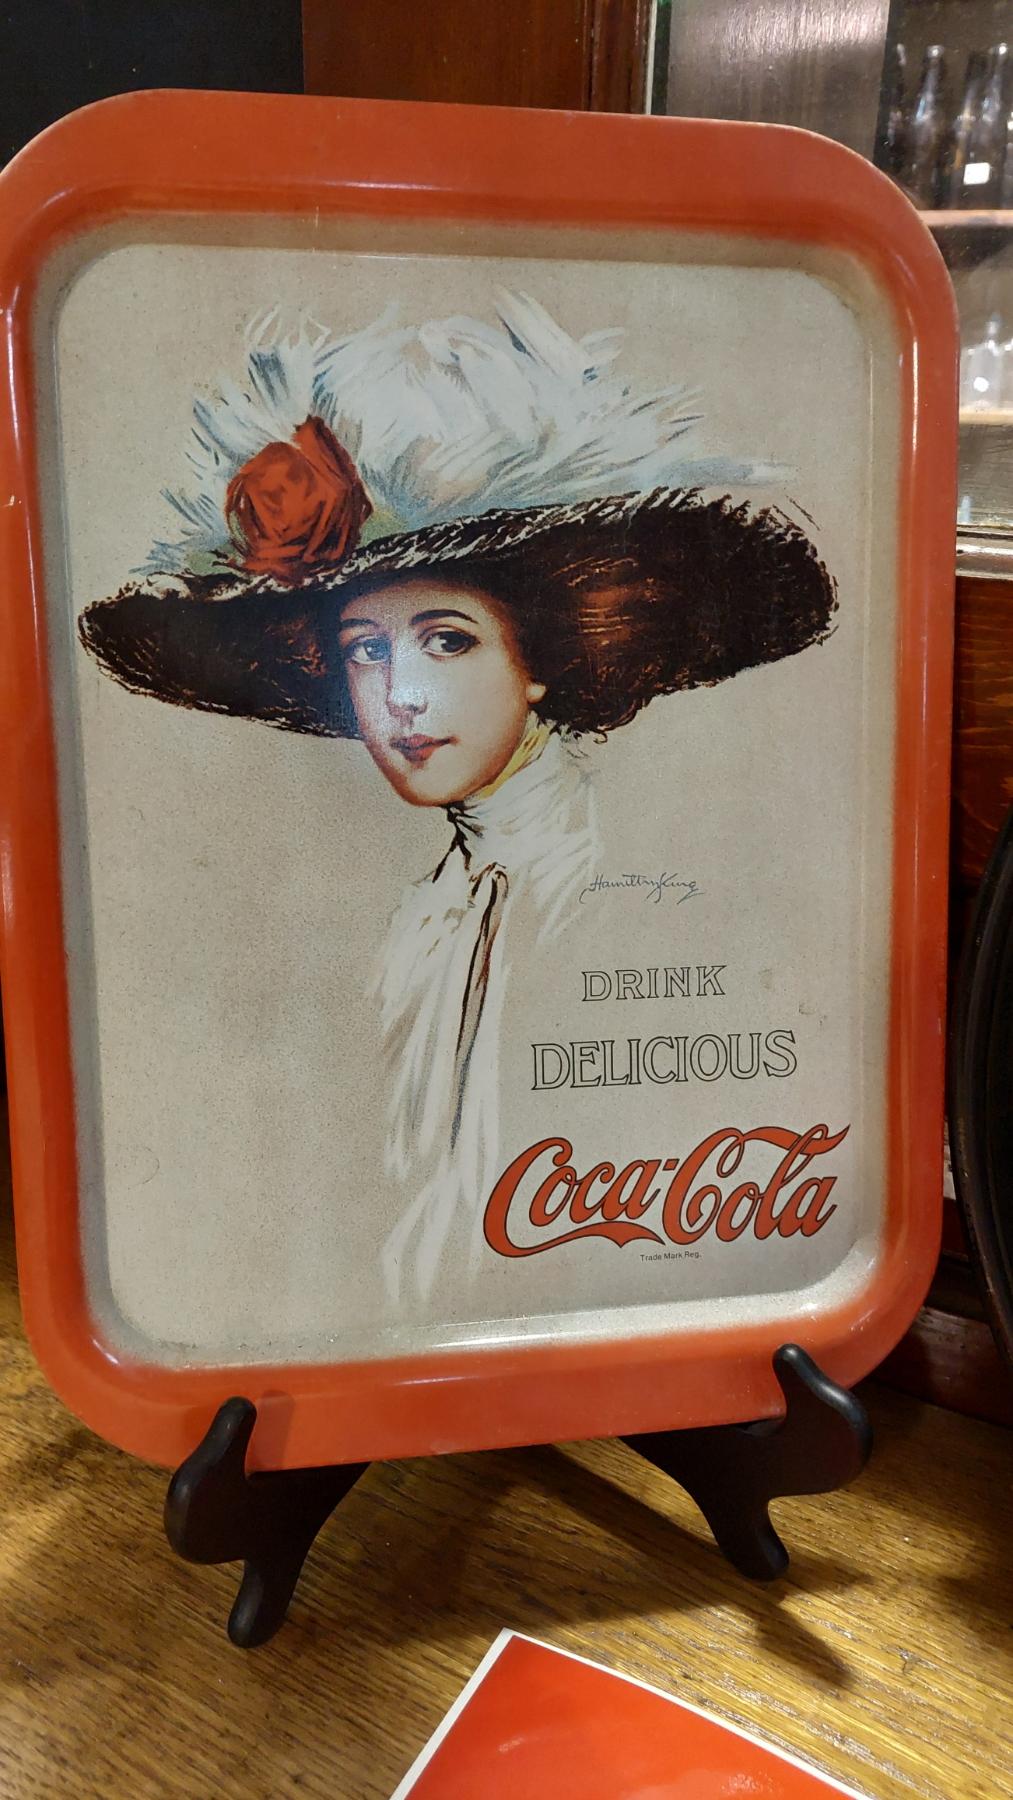 Hamilton King
DRINK
DELICIOUS
Coca-Cola
Trade Mark Reg.